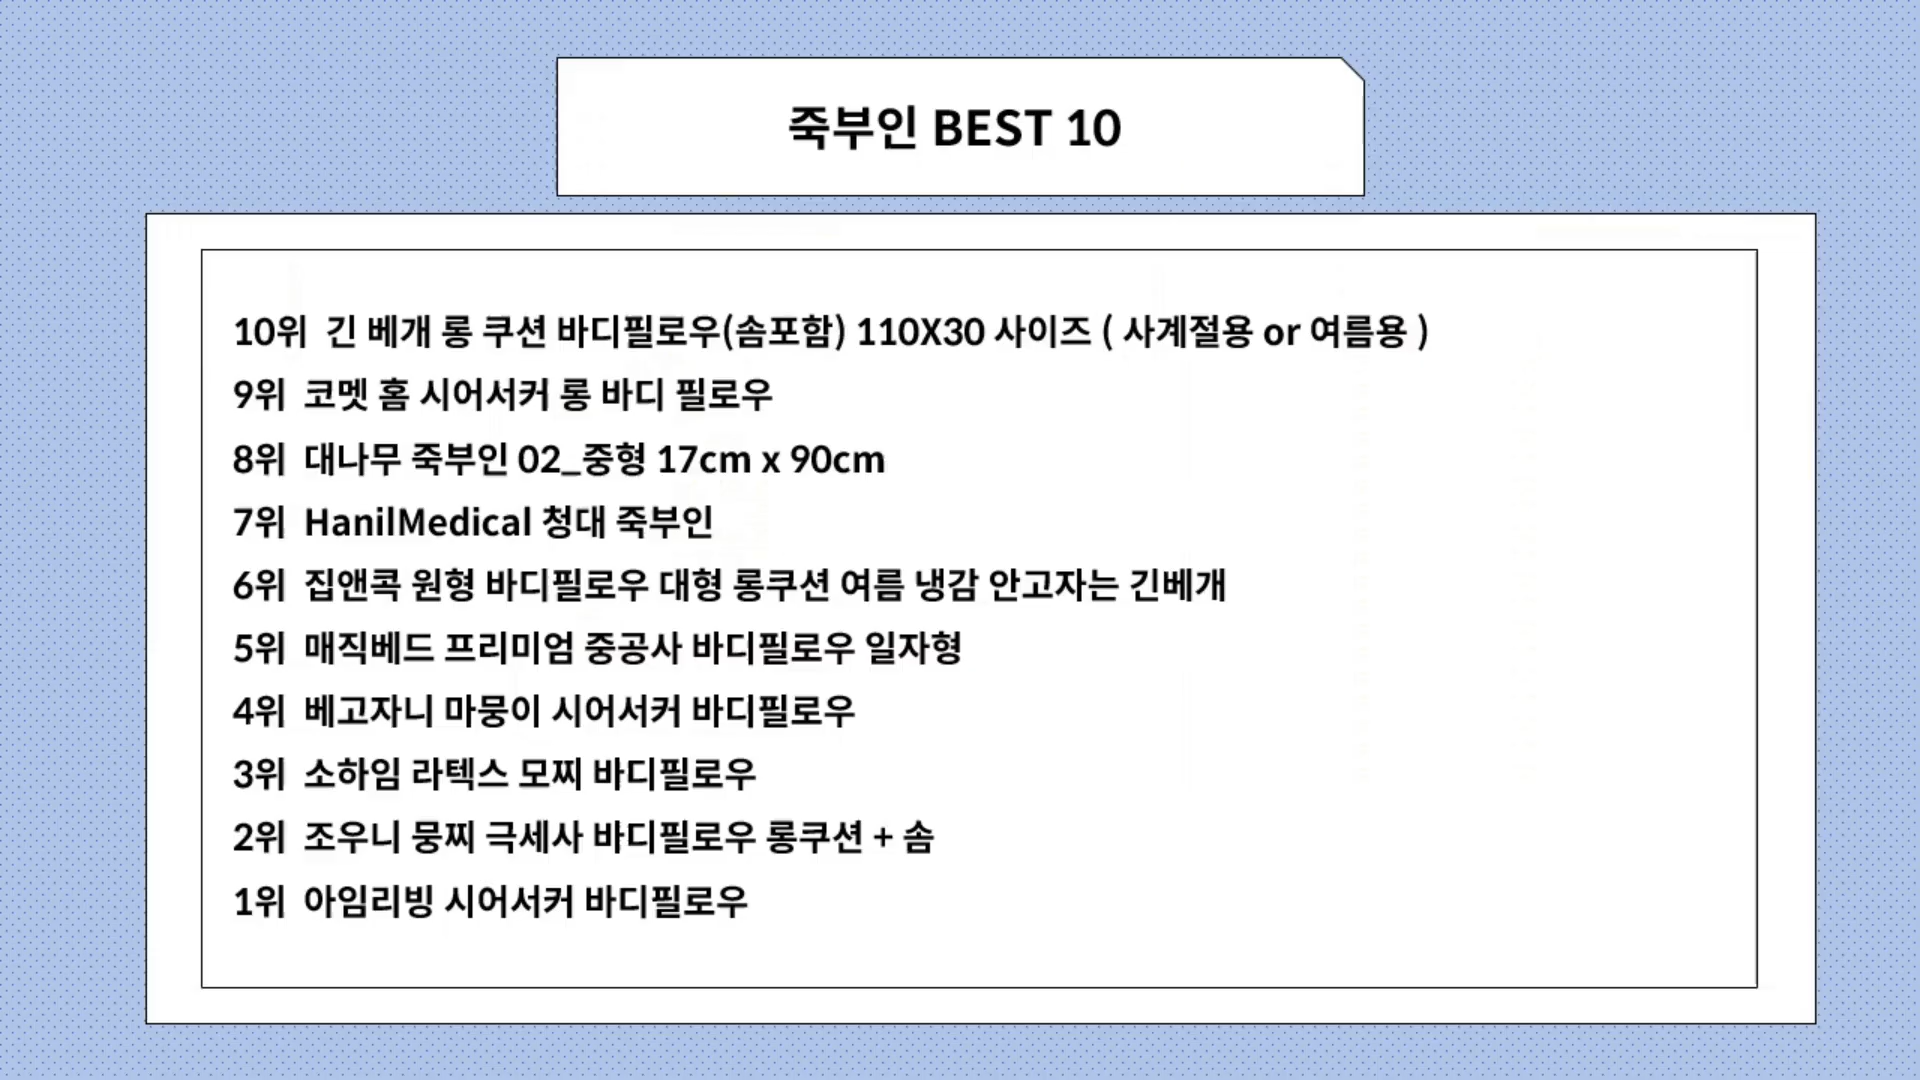 죽부인 BEST 10
10위 긴 베개 롱 쿠션 바디필로우(솜포함) 110X30 사이즈 ( 사계절용 or 여름용 )
9위 코멧 홈 시어서커 롱 바디 필로우
8위 대나무 죽부인 02_중형 17cm x 90cm
7위 HanilMedical 청대 죽부인
6위 집앤콕 원형 바디필로우 대형 롱쿠션 여름 냉감 안고자는 긴베개
5위 매직베드 프리미엄 중공사 바디필로우 일자형
4위 베고자니 마뭉이 시어서커 바디필로우
3위 소하임 라텍스 모찌 바디필로우
2위 조우니 뭉찌 극세사 바디필로우 롱쿠션 + 솜
1위 아임리빙 시어서커 바디필로우